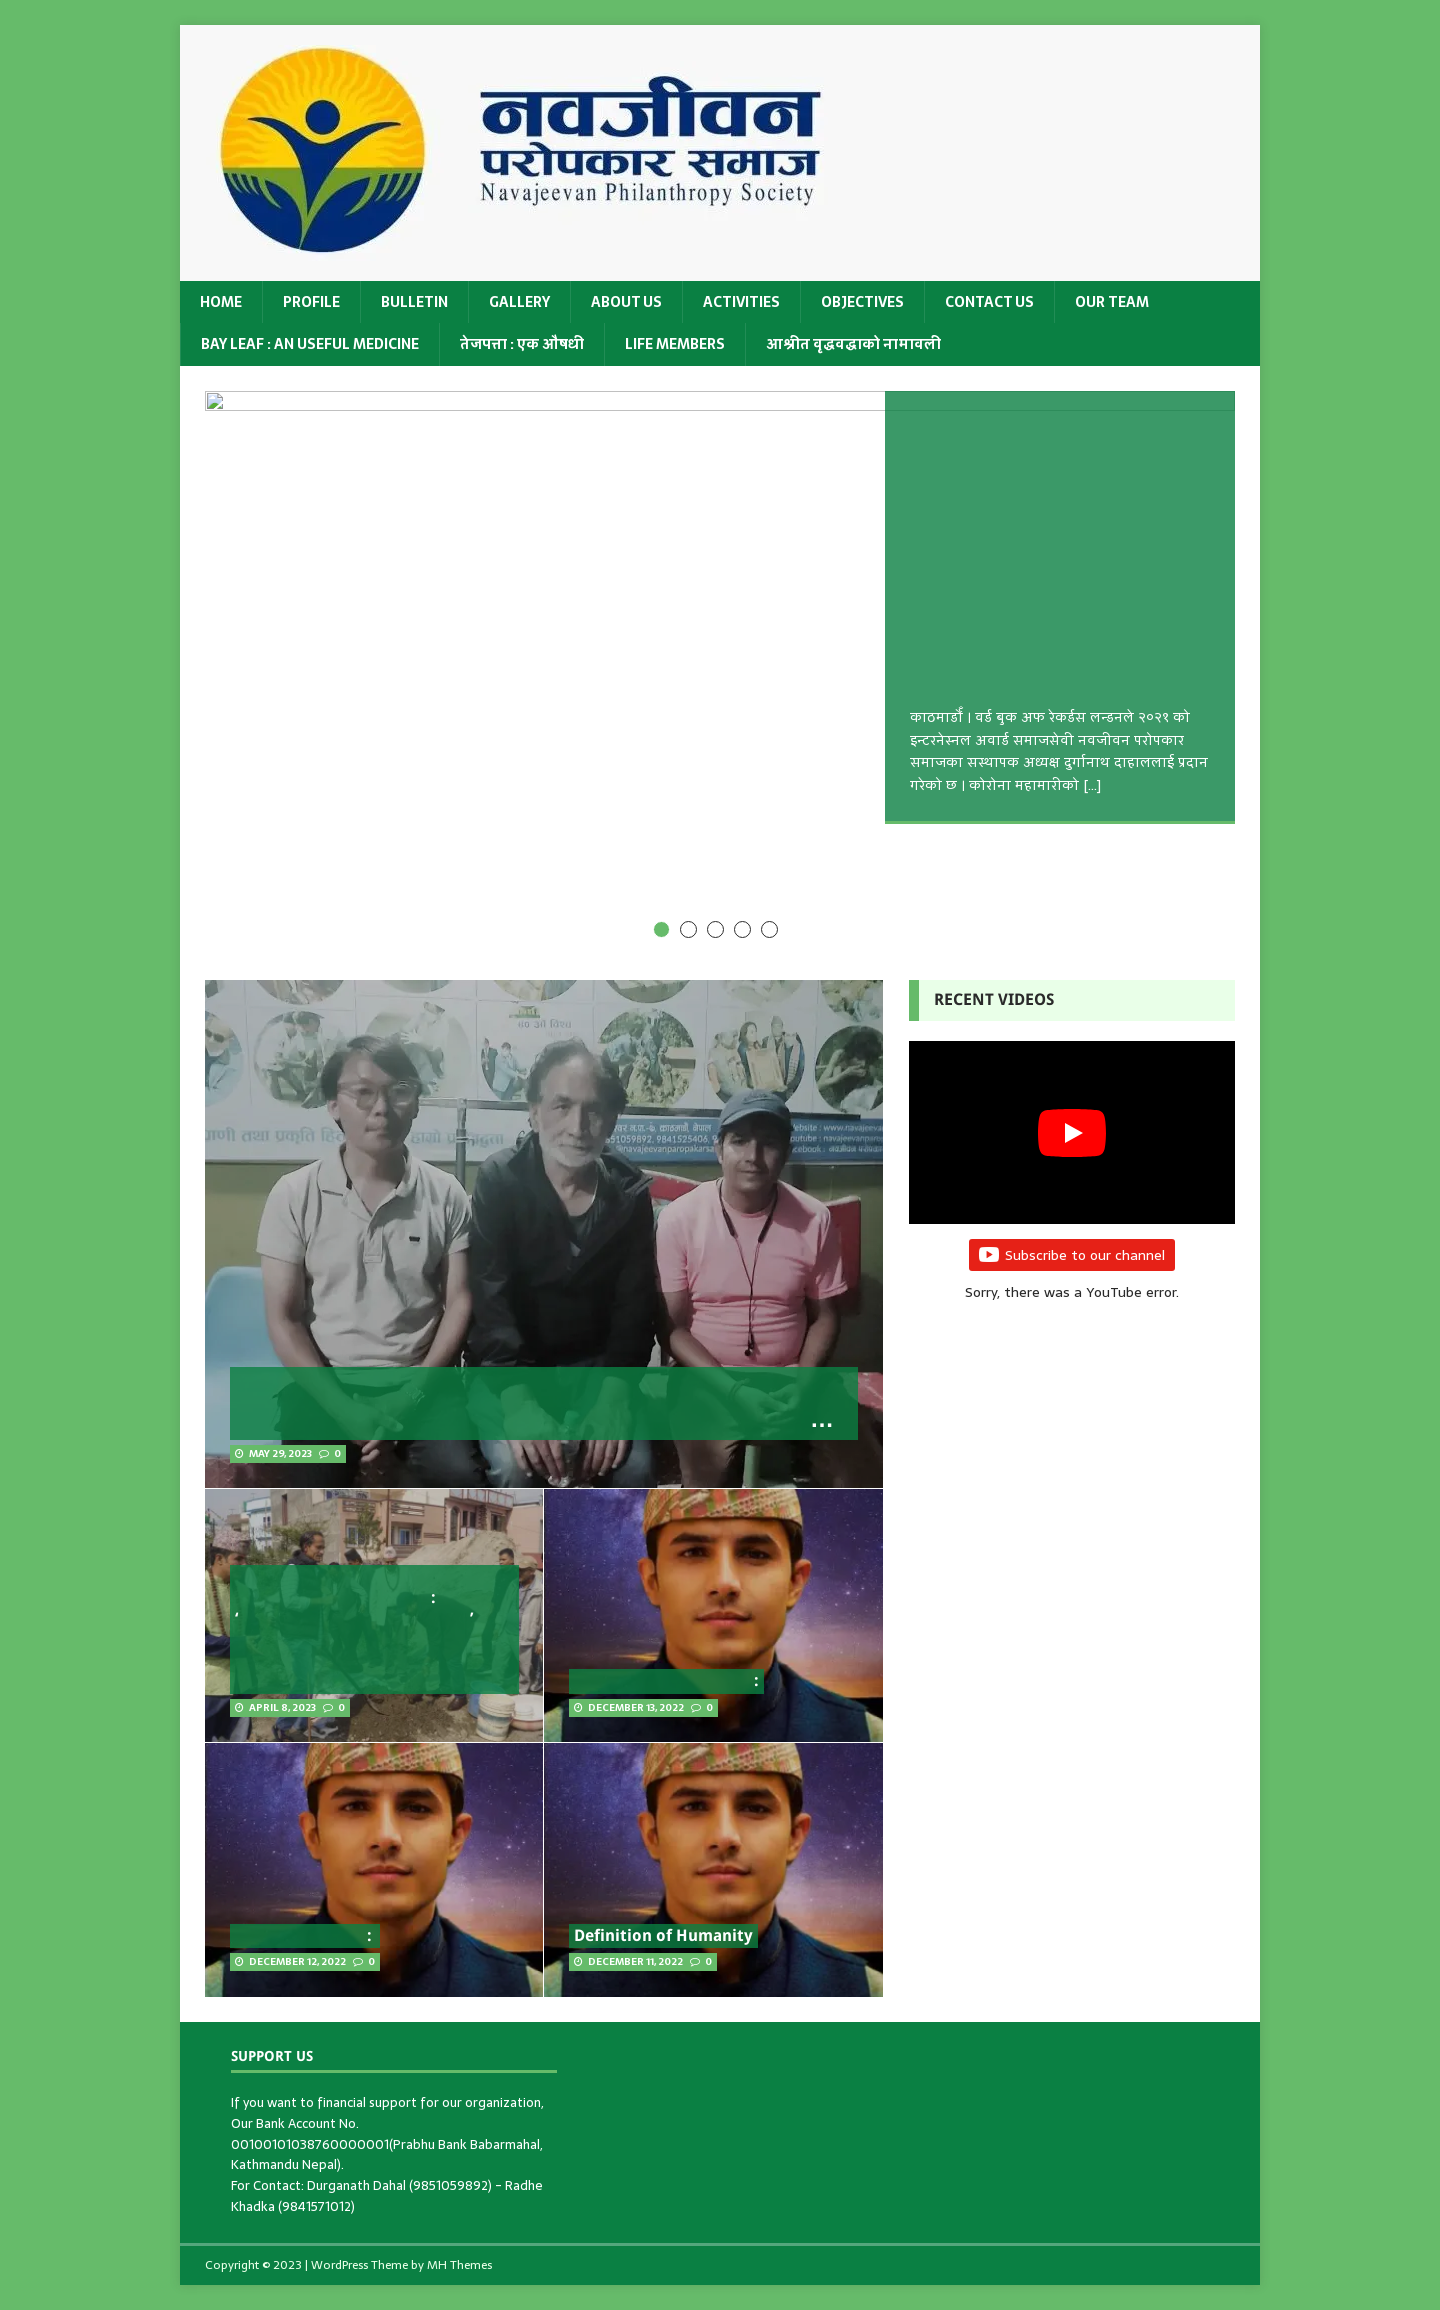 नवजीवन
परोपकार समाज
Navajeevan Philanthropy Society
HOME PROFILE BULLETIN GALLERY ABOUT US ACTIVITIES OBJECTIVES CONTACT US OUR TEAM
BAY LEAF : AN USEFUL MEDICINE तेजपत्ता : एक औषधी LIFE MEMBERS आश्रीत वृद्धवद्धाको नामावली
काठमाडौँ । वर्ड बुक अफ रेकर्डस लन्डनले २०२१ को
इन्टरनेस्नल अवार्ड समाजसेवी नवजीवन परोपकार
समाजका सस्थापक अध्यक्ष दुर्गानाथ दाहाललाई प्रदान
गरेको छ । कोरोना महामारीको [...]
RECENT VIDEOS
Subscribe to our channel
Sorry, there was a YouTube error.
...
MAY 29, 2023 0
:
, ,
APRIL 8, 2023 0
:
DECEMBER 13, 2022 0
:
DECEMBER 12, 2022 0
Definition of Humanity
DECEMBER 11, 2022 0
SUPPORT US
If you want to financial support for our organization,
Our Bank Account No.
00100101038760000001(Prabhu Bank Babarmahal,
Kathmandu Nepal).
For Contact: Durganath Dahal (9851059892) - Radhe
Khadka (9841571012)
Copyright © 2023 | WordPress Theme by MH Themes